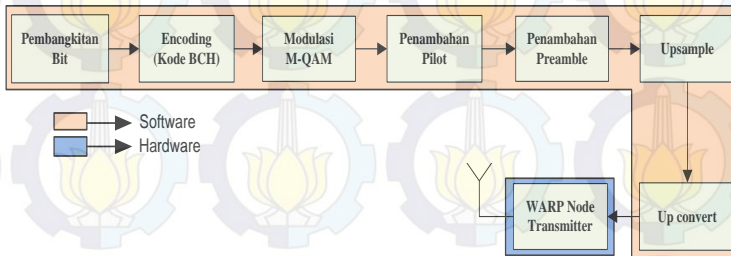 Pembangkitan
Bit
Encoding
(Kode BCH)
Modulasi
M-QAM
Penambahan
Pilot
Penambahan
Preamble
Upsample
Software
Hardware
WARP Node
Transmitter
Up convert